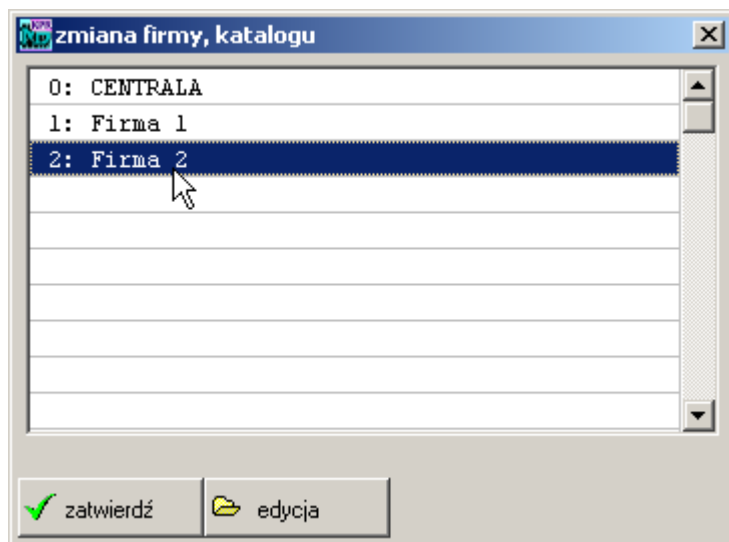 zmiana firmy, katalogu
0: CENTRALA
1: Firma 1
2: Firma 2
zatwierdź
edycja